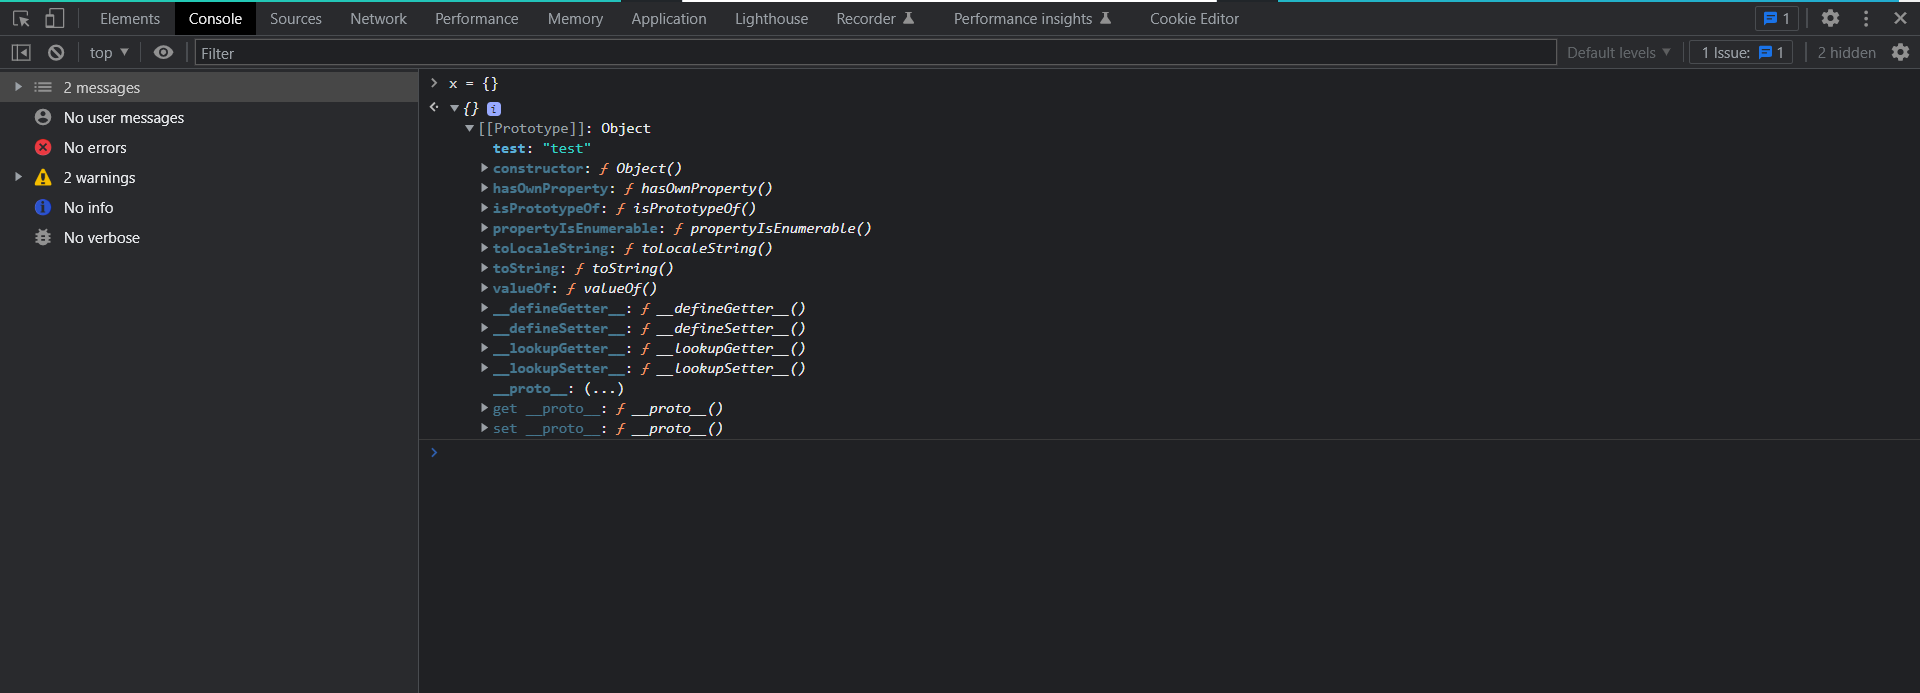 Elements Console Sources Network Performance Memory Application Lighthouse Recorder Performance insights Cookie Editor 1
top Filter Default levels 1 Issue: 1 2 hidden
2 messages
No user messages
No errors
2 warnings
No info
No verbose
x = {}
{} i
[[Prototype]]: Object
test: "test"
constructor: ƒ Object()
hasOwnProperty: ƒ hasOwnProperty()
isPrototypeOf: ƒ isPrototypeOf()
propertyIsEnumerable: ƒ propertyIsEnumerable()
toLocaleString: ƒ toLocaleString()
toString: ƒ toString()
valueOf: ƒ valueOf()
__defineGetter__: ƒ __defineGetter__()
__defineSetter__: ƒ __defineSetter__()
__lookupGetter__: ƒ __lookupGetter__()
__lookupSetter__: ƒ __lookupSetter__()
__proto__: (...)
get __proto__: ƒ __proto__()
set __proto__: ƒ __proto__()